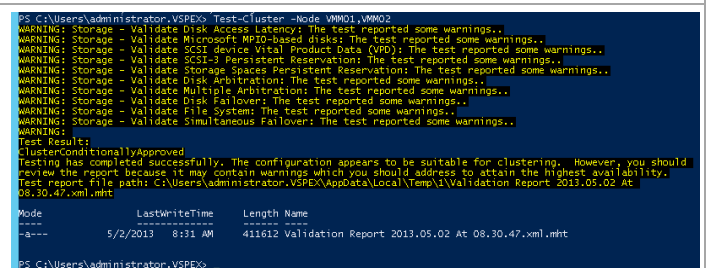 PS C:\Users\administrator.VSPEX> Test-Cluster -Node VMM01,VMM02
WARNING: Storage - Validate Disk Access Latency: The test reported some warnings..
WARNING: Storage - Validate Microsoft MPIO-based disks: The test reported some warnings..
WARNING: Storage - Validate SCSI device Vital Product Data (VPD): The test reported some warnings..
WARNING: Storage - Validate SCSI-3 Persistent Reservation: The test reported some warnings..
WARNING: Storage - Validate Storage Spaces Persistent Reservation: The test reported some warnings..
WARNING: Storage - Validate Disk Arbitration: The test reported some warnings..
WARNING: Storage - Validate Multiple Arbitration: The test reported some warnings..
WARNING: Storage - Validate Disk Failover: The test reported some warnings..
WARNING: Storage - Validate File System: The test reported some warnings..
WARNING: Storage - Validate Simultaneous Failover: The test reported some warnings..
WARNING:
Test Result:
ClusterConditionallyApproved
Testing has completed successfully. The configuration appears to be suitable for clustering.  However, you should
review the report because it may contain warnings which you should address to attain the highest availability.
Test report file path: C:\Users\administrator.VSPEX\AppData\Local\Temp\1\Validation Report 2013.05.02 At
08.30.47.xml.mht
Mode LastWriteTime Length Name
---- ------------- ------ ----
-a--- 5/2/2013 8:31 AM 411612 Validation Report 2013.05.02 At 08.30.47.xml.mht
PS C:\Users\administrator.VSPEX> _